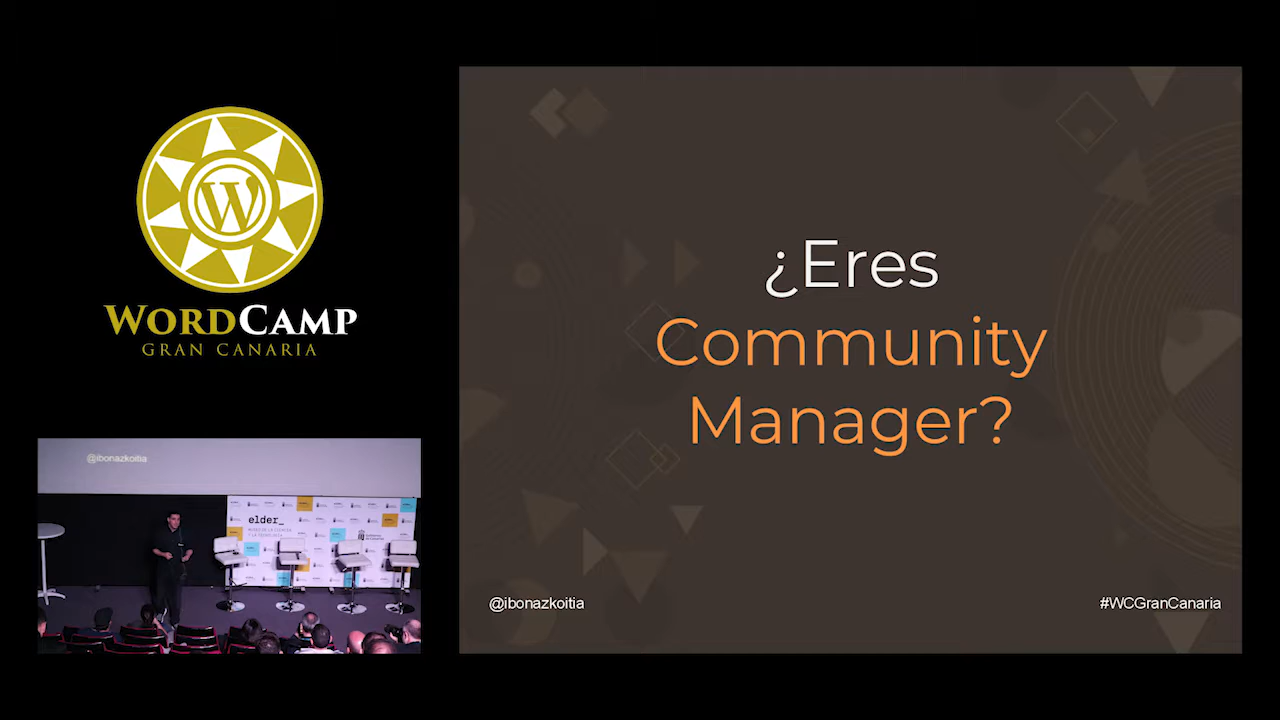 WORDCAMP
GRAN CANARIA
¿Eres
Community
Manager?
@ibonazkoitia
#WCGranCanaria
@ibonazkoitia
elder_